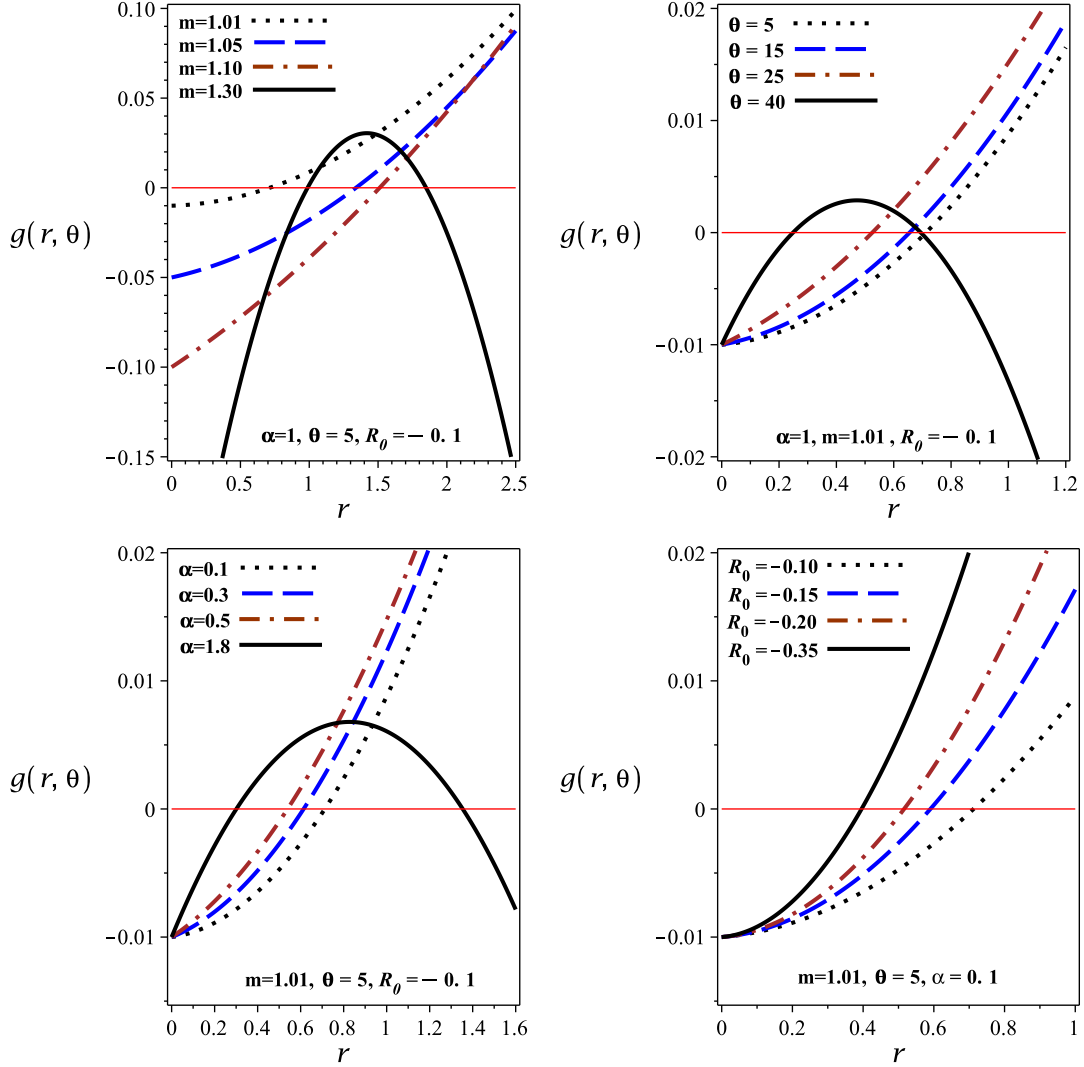 0.10
0.05
0
−0.05
−0.10
−0.15
g(r, θ)
m=1.01
m=1.05
m=1.10
m=1.30
α=1, θ = 5, R0 = − 0. 1
0 0.5 1.0 1.5 2.0 2.5
r
0.02
0.01
0
−0.01
−0.02
g(r, θ)
θ = 5
θ = 15
θ = 25
θ = 40
α=1, m=1.01 , R0 = − 0. 1
0 0.2 0.4 0.6 0.8 1 1.2
r
0.02
0.01
0
−0.01
g(r, θ)
α=0.1
α=0.3
α=0.5
α=1.8
m=1.01, θ = 5, R0 = − 0. 1
0 0.2 0.4 0.6 0.8 1.0 1.2 1.4 1.6
r
0.02
0.01
0
−0.01
g(r, θ)
R0 =−0.10
R0 =−0.15
R0 =−0.20
R0 =−0.35
m=1.01, θ = 5, α = 0. 1
0 0.2 0.4 0.6 0.8 1
r